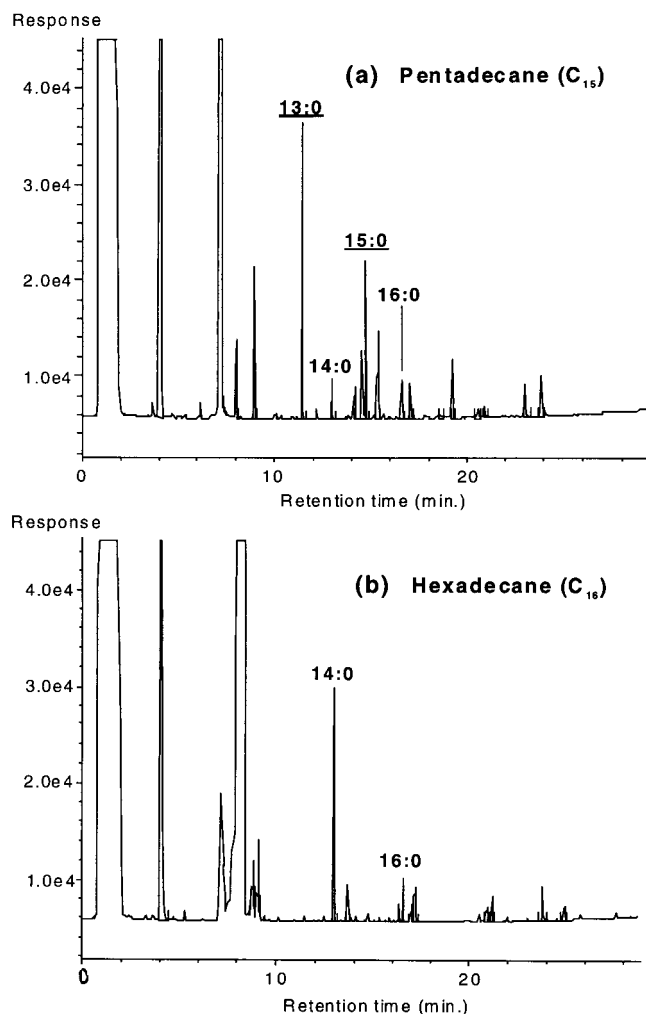 Response
(a) Pentadecane (C₁₅)
4.0e4
13:0
3.0e4
15:0
2.0e4
16:0
14:0
1.0e4
0 10 20
Retention time (min.)
Response
(b) Hexadecane (C₁₆)
4.0e4
14:0
3.0e4
2.0e4
16:0
1.0e4
0 10 20
Retention time (min.)